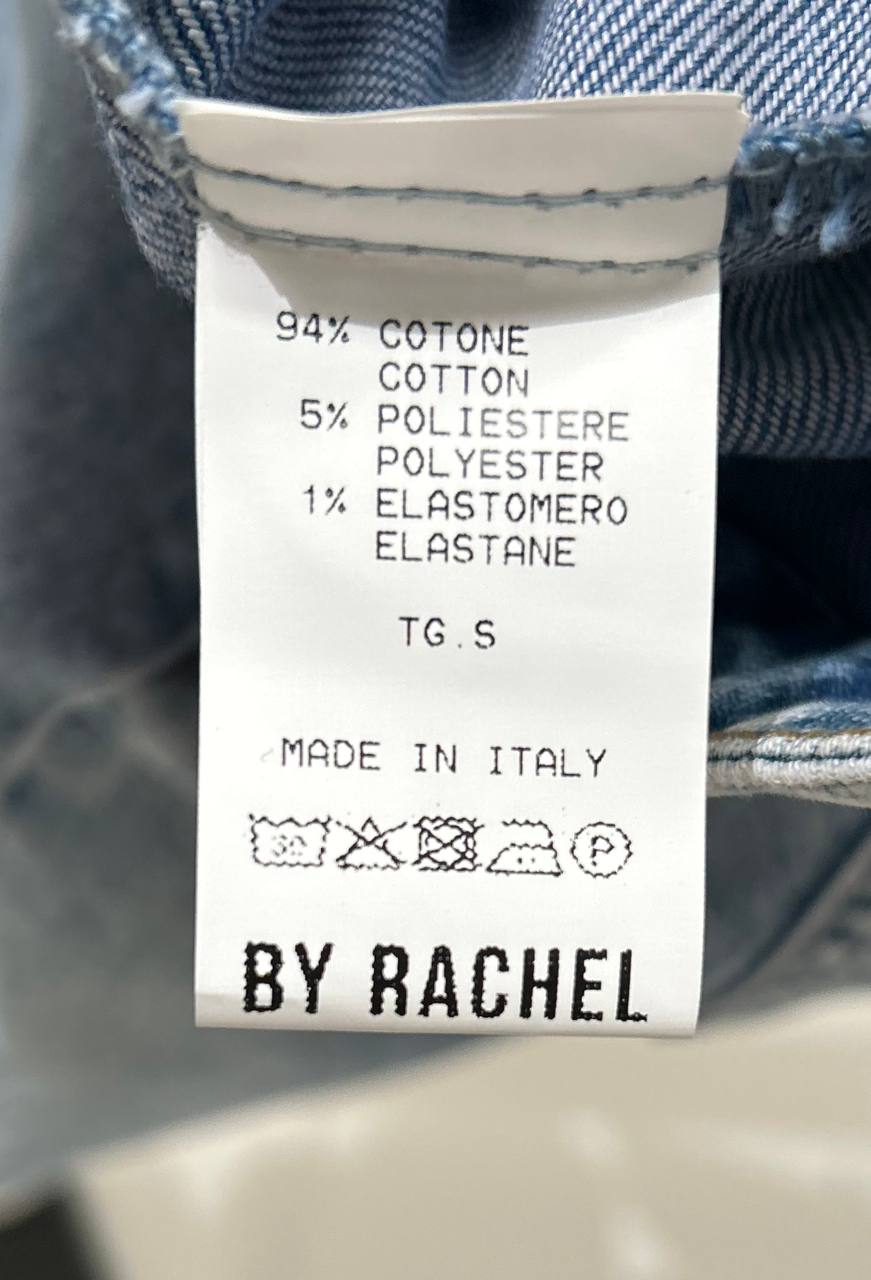 94% COTONE
COTTON
5% POLIESTERE
POLYESTER
1% ELASTOMERO
ELASTANE
TG.S
MADE IN ITALY
30 P
BY RACHEL